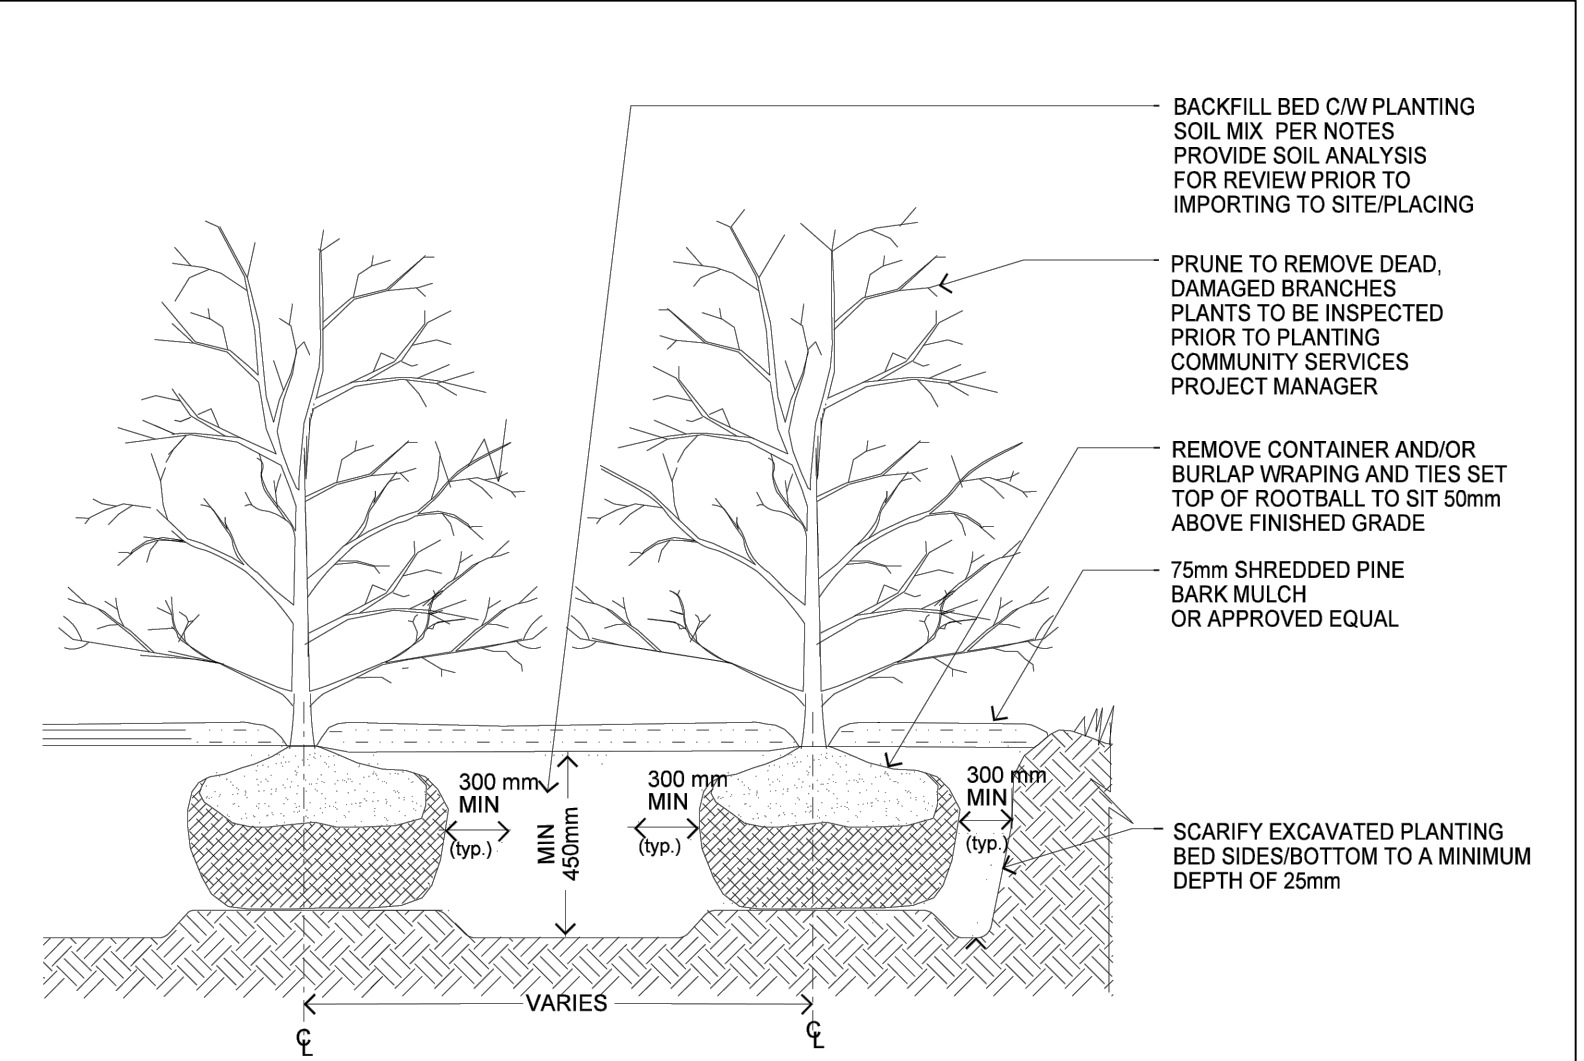 BACKFILL BED C/W PLANTING
SOIL MIX PER NOTES
PROVIDE SOIL ANALYSIS
FOR REVIEW PRIOR TO
IMPORTING TO SITE/PLACING
PRUNE TO REMOVE DEAD,
DAMAGED BRANCHES
PLANTS TO BE INSPECTED
PRIOR TO PLANTING
COMMUNITY SERVICES
PROJECT MANAGER
REMOVE CONTAINER AND/OR
BURLAP WRAPING AND TIES SET
TOP OF ROOTBALL TO SIT 50mm
ABOVE FINISHED GRADE
75mm SHREDDED PINE
BARK MULCH
OR APPROVED EQUAL
300 mm
MIN
(typ.)
MIN
450mm
300 mm
MIN
(typ.)
300 mm
MIN
(typ.)
SCARIFY EXCAVATED PLANTING
BED SIDES/BOTTOM TO A MINIMUM
DEPTH OF 25mm
VARIES
CL
CL